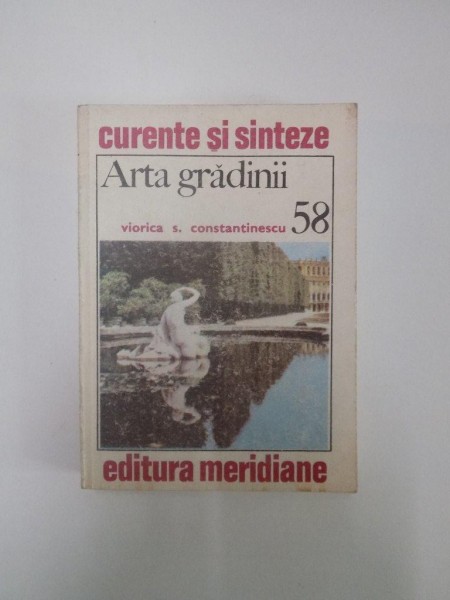 curente și sinteze
Arta grădinii
viorica s. constantinescu 58
editura meridiane